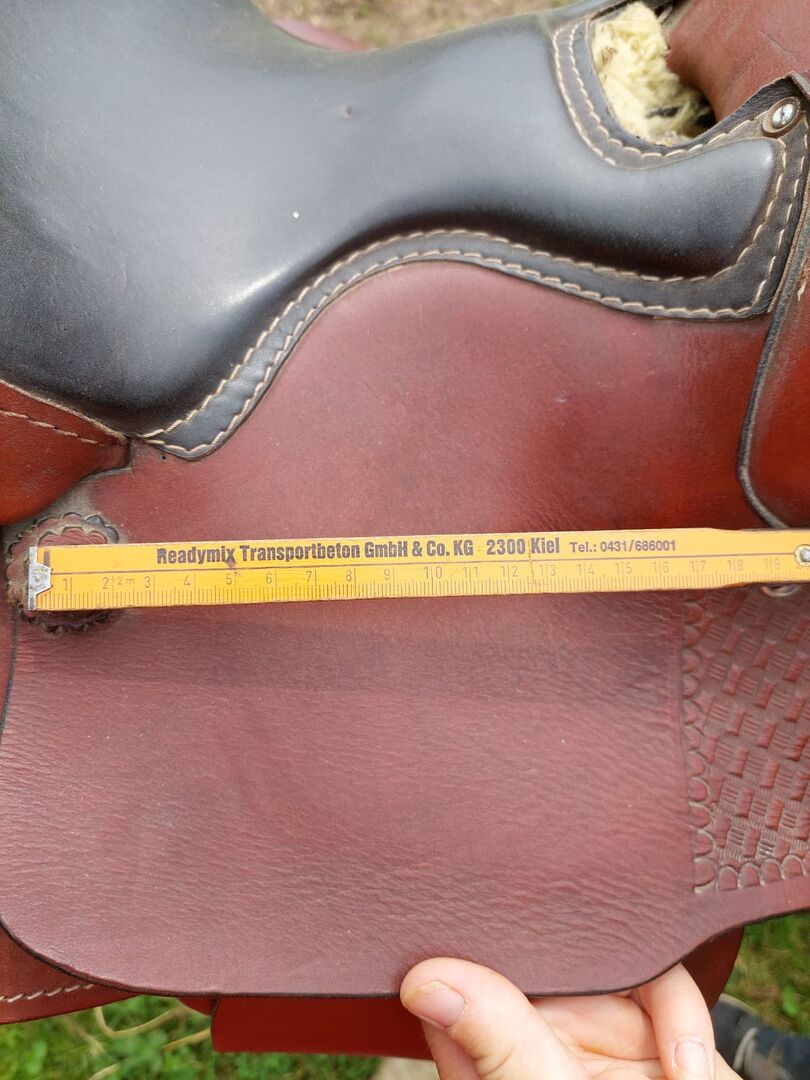 Readymix Transportbeton GmbH & Co. KG 2300 Kiel Tel.: 0431/686001
1 2 2m 3 4 5 6 7 8 9 10 11 12 13 14 15 16 17 18 19